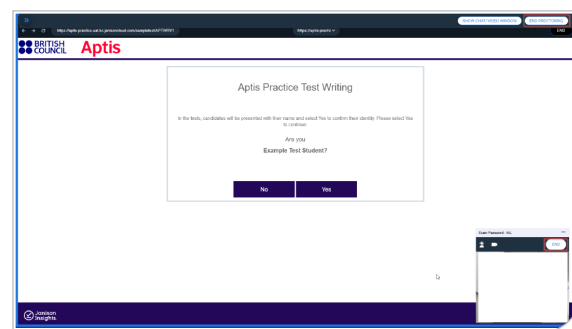 SHOW CHAT/VIDEO WINDOW END PROCTORING
END
BRITISH COUNCIL Aptis
Aptis Practice Test Writing
In the tests, candidates will be presented with their name and select Yes to confirm their identity. Please select Yes
to continue.
Are you
Example Test Student?
No Yes
END
Janison
Insights